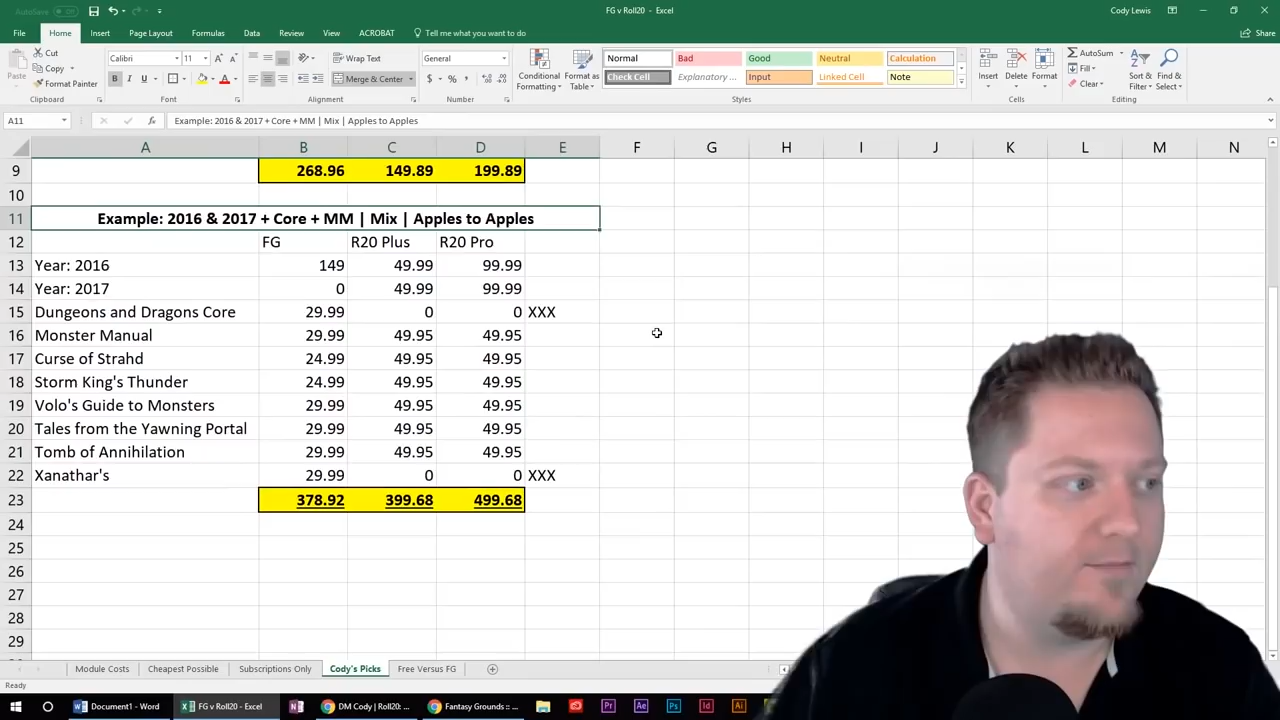 AutoSave
FG v Roll20 - Excel
Cody Lewis
File Home Insert Page Layout Formulas Data Review View ACROBAT Tell me what you want to do Share
Cut
Copy
Format Painter
Paste
Clipboard
Calibri 11
B I U
Font
Wrap Text
Merge & Center
Alignment
General
Number
Conditional Formatting
Format as Table
Normal Bad Good Neutral Calculation
Check Cell Explanatory ... Input Linked Cell Note
Styles
Insert Delete Format
Cells
AutoSum
Fill
Clear
Sort & Filter
Find & Select
Editing
A11 fx Example: 2016 & 2017 + Core + MM | Mix | Apples to Apples
A B C D E F G H I J K L M N
9 268.96 149.89 199.89
10
11 Example: 2016 & 2017 + Core + MM | Mix | Apples to Apples
12 FG R20 Plus R20 Pro
13 Year: 2016 149 49.99 99.99
14 Year: 2017 0 49.99 99.99
15 Dungeons and Dragons Core 29.99 0 0 XXX
16 Monster Manual 29.99 49.95 49.95
17 Curse of Strahd 24.99 49.95 49.95
18 Storm King's Thunder 24.99 49.95 49.95
19 Volo's Guide to Monsters 29.99 49.95 49.95
20 Tales from the Yawning Portal 29.99 49.95 49.95
21 Tomb of Annihilation 29.99 49.95 49.95
22 Xanathar's 29.99 0 0 XXX
23 378.92 399.68 499.68
24
25
26
27
28
29
Module Costs Cheapest Possible Subscriptions Only Cody's Picks Free Versus FG
Ready
Document1 - Word FG v Roll20 - Excel DM Cody | Roll20: ... Fantasy Grounds :: ... Pr Ae Ps Id Ai